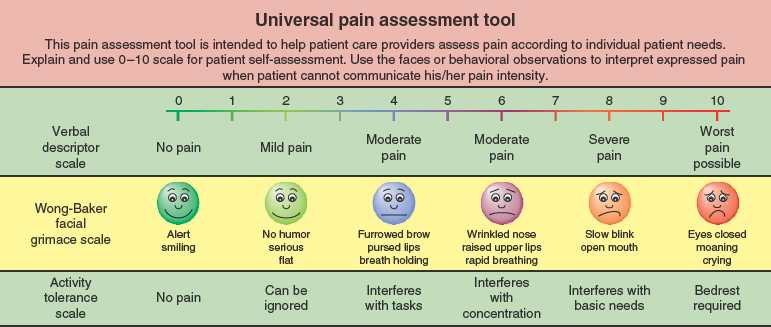 Universal pain assessment tool
This pain assessment tool is intended to help patient care providers assess pain according to individual patient needs.
Explain and use 0–10 scale for patient self-assessment. Use the faces or behavioral observations to interpret expressed pain
when patient cannot communicate his/her pain intensity.
0 1 2 3 4 5 6 7 8 9 10
Verbal
descriptor
scale
No pain
Mild pain
Moderate
pain
Moderate
pain
Severe
pain
Worst
pain
possible
Wong-Baker
facial
grimace scale
Alert
smiling
No humor
serious
flat
Furrowed brow
pursed lips
breath holding
Wrinkled nose
raised upper lips
rapid breathing
Slow blink
open mouth
Eyes closed
moaning
crying
Activity
tolerance
scale
No pain
Can be
ignored
Interferes
with tasks
Interferes
with
concentration
Interferes with
basic needs
Bedrest
required